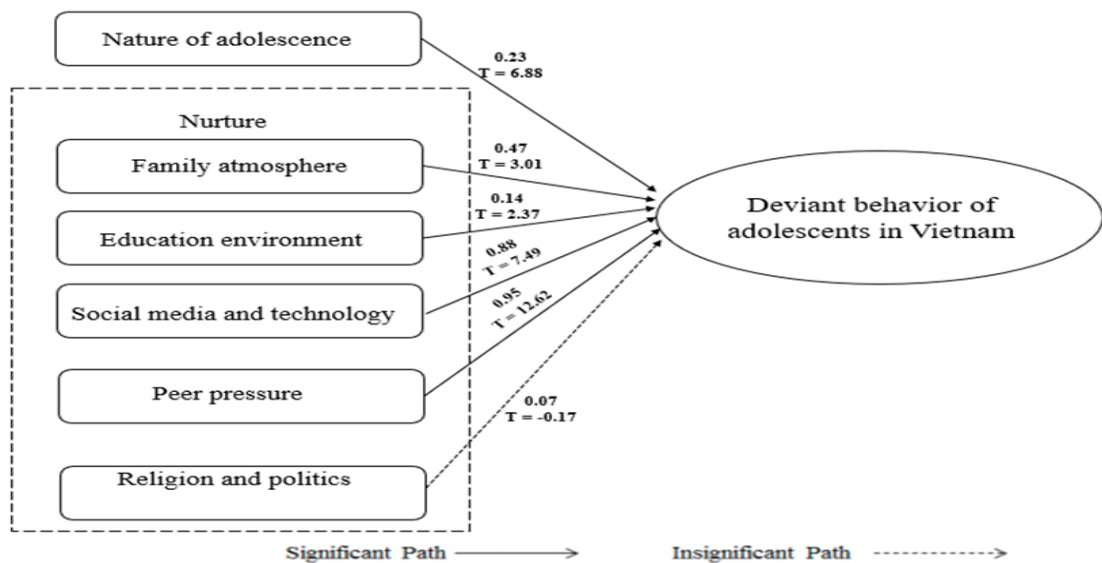 Nature of adolescence
0.23
T = 6.88
Nurture
Family atmosphere
0.47
T = 3.01
Education environment
0.14
T = 2.37
Social media and technology
0.88
T = 7.49
Peer pressure
0.95
T = 12.62
Religion and politics
0.07
T = -0.17
Deviant behavior of
adolescents in Vietnam
Significant Path
Insignificant Path